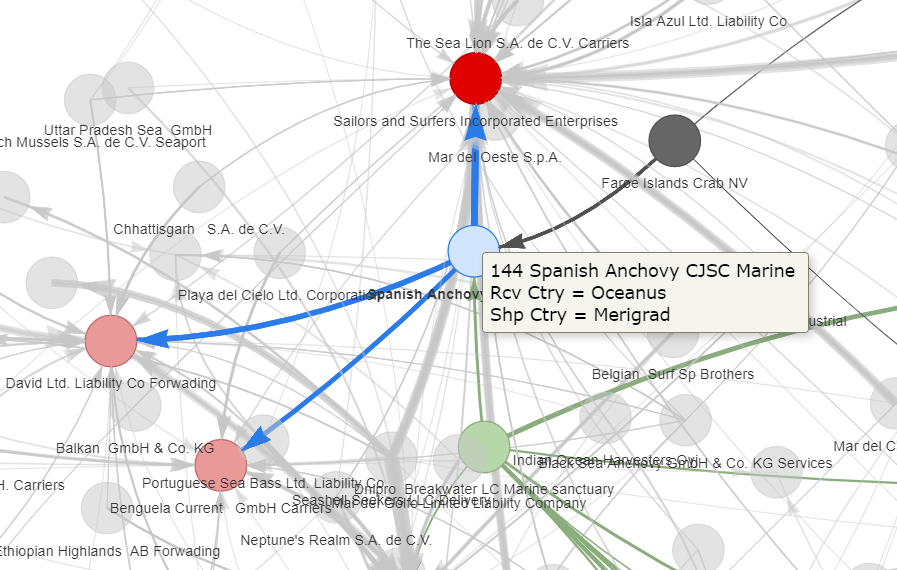 Isla Azul Ltd. Liability Co
The Sea Lion S.A. de C.V. Carriers
Sailors and Surfers Incorporated Enterprises
Uttar Pradesh Sea GmbH
ch Mussels S.A. de C.V. Seaport
Mar del Oeste S.p.A.
Faroe Islands Crab NV
Chhattisgarh S.A. de C.V.
144 Spanish Anchovy CJSC Marine
Rcv Ctry = Oceanus
Shp Ctry = Merigrad
Playa del Cielo Ltd. Corporation
Spanish Anchovy
ustrial
Belgian Surf Sp Brothers
David Ltd. Liability Co Forwading
Balkan GmbH & Co. KG
Mar del C
Indian Ocean Harvesters Oyj
Black Sea Anchovy GmbH & Co. KG Services
H. Carriers
Portuguese Sea Bass Ltd. Liability Co
Dnipro Breakwater LC Marine sanctuary
Seashell Seekers LLC Delivery
Mar del Golfo Limited Liability Company
Benguela Current GmbH Carriers
Neptune's Realm S.A. de C.V.
Ethiopian Highlands AB Forwading